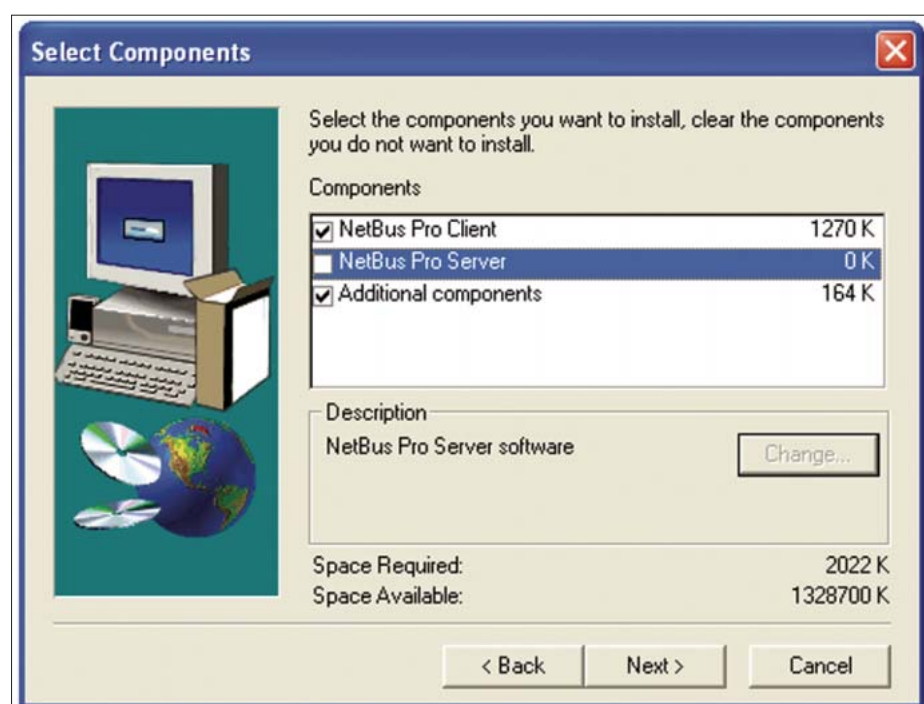 Select Components
Select the components you want to install, clear the components
you do not want to install.
Components
NetBus Pro Client 1270 K
NetBus Pro Server 0 K
Additional components 164 K
Description
NetBus Pro Server software
Change...
Space Required: 2022 K
Space Available: 1328700 K
< Back Next > Cancel